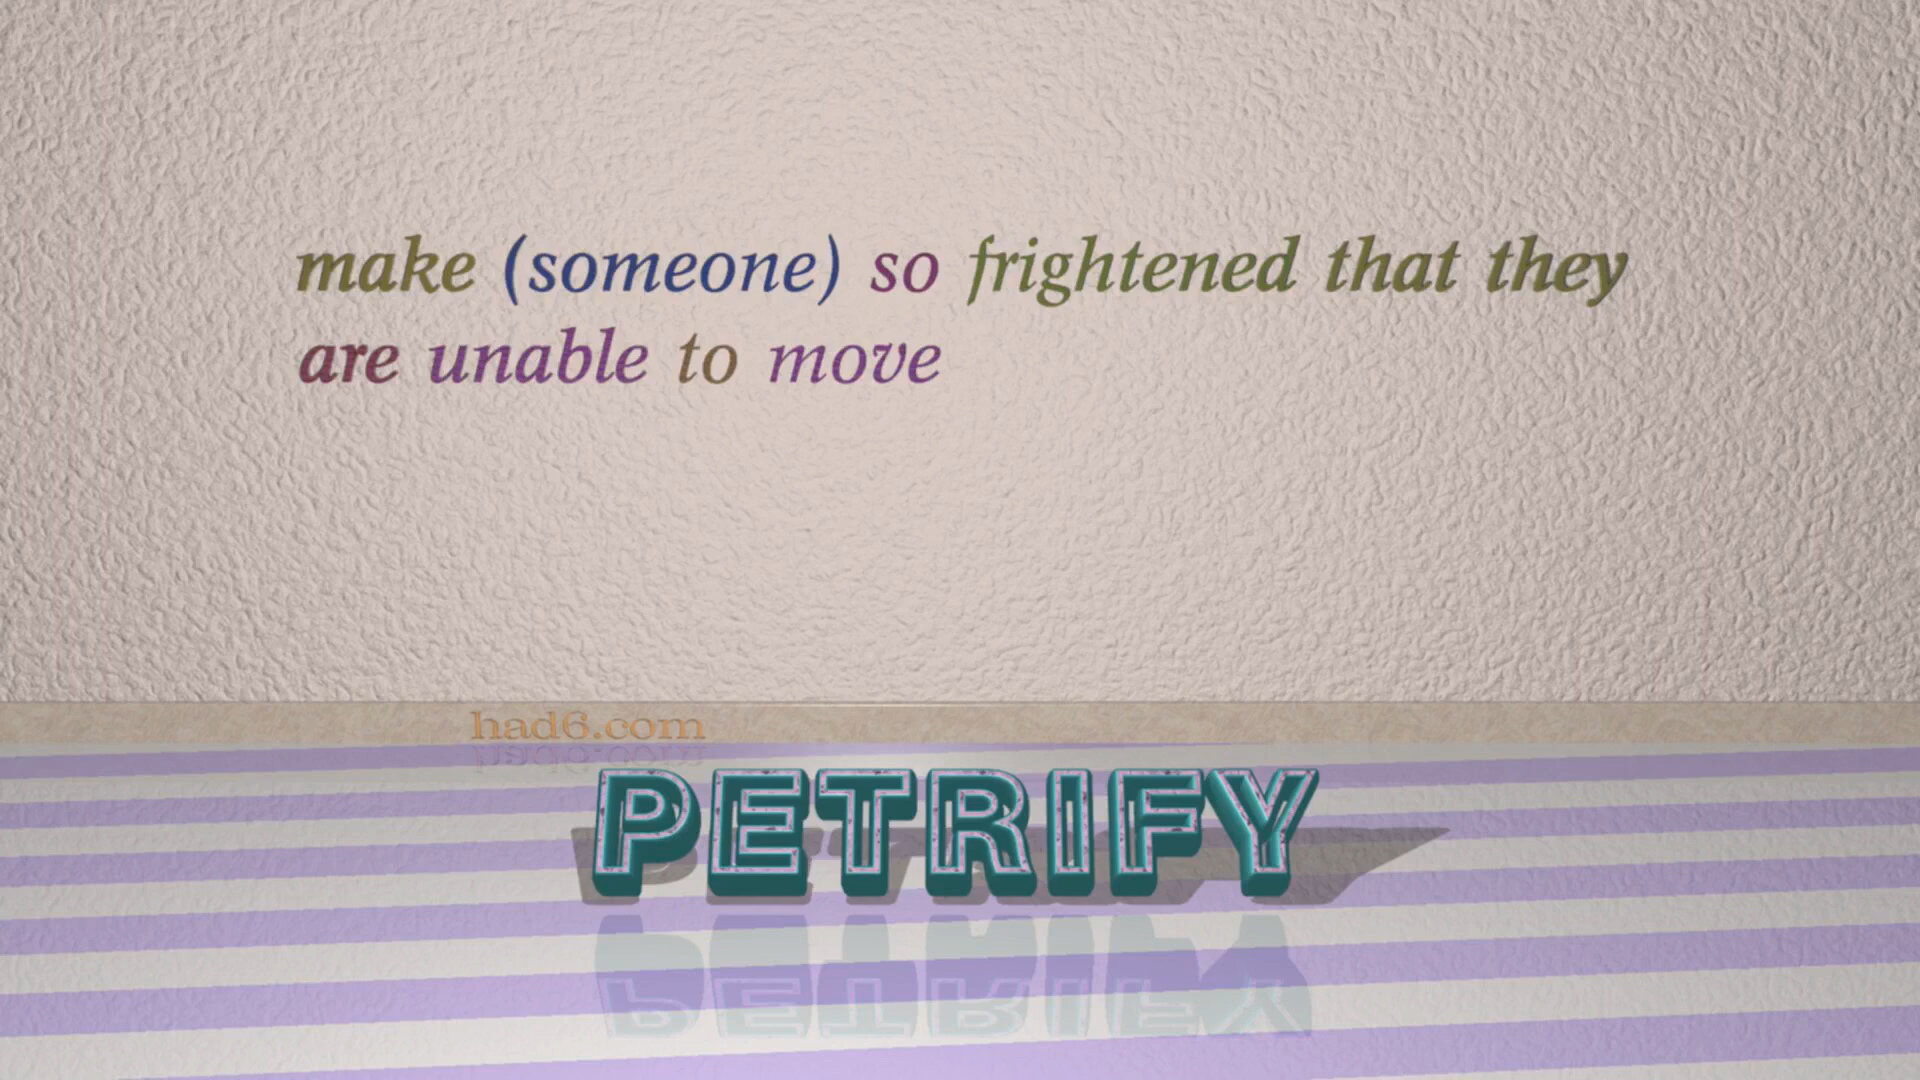 make (someone) so frightened that they
are unable to move
had6.com
PETRIFY